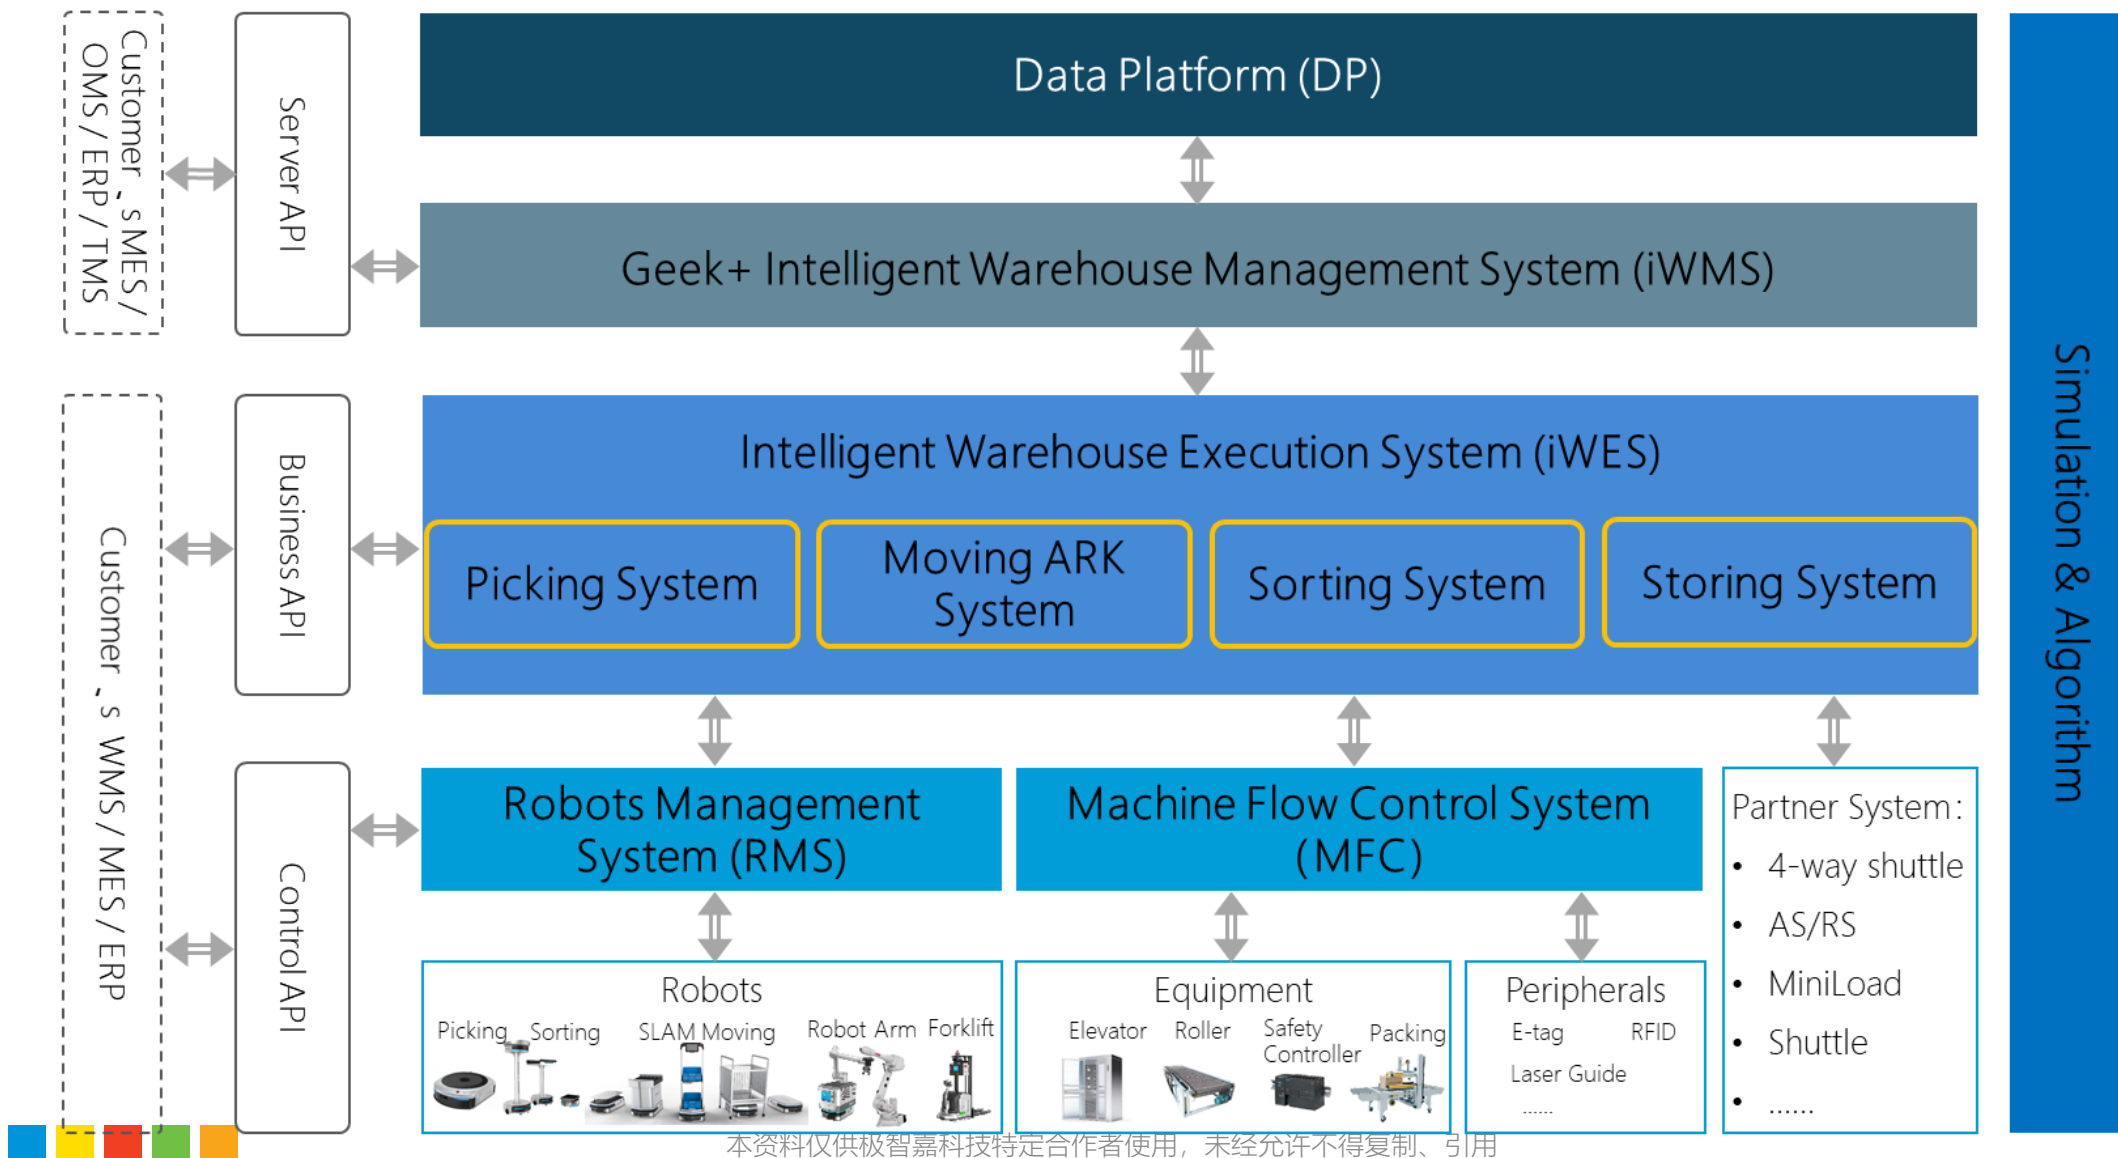 Customer's MES /
OMS / ERP / TMS
Server API
Data Platform (DP)
Geek+ Intelligent Warehouse Management System (iWMS)
Customer's WMS / MES / ERP
Business API
Intelligent Warehouse Execution System (iWES)
Picking System
Moving ARK
System
Sorting System
Storing System
Control API
Robots Management
System (RMS)
Machine Flow Control System
(MFC)
Partner System:
• 4-way shuttle
• AS/RS
• MiniLoad
• Shuttle
• ......
Robots
Picking
Sorting
SLAM Moving
Robot Arm
Forklift
Equipment
Elevator
Roller
Safety
Controller
Packing
Peripherals
E-tag
RFID
Laser Guide
......
Simulation & Algorithm
本资料仅供极智嘉科技特定合作者使用，未经允许不得复制、引用